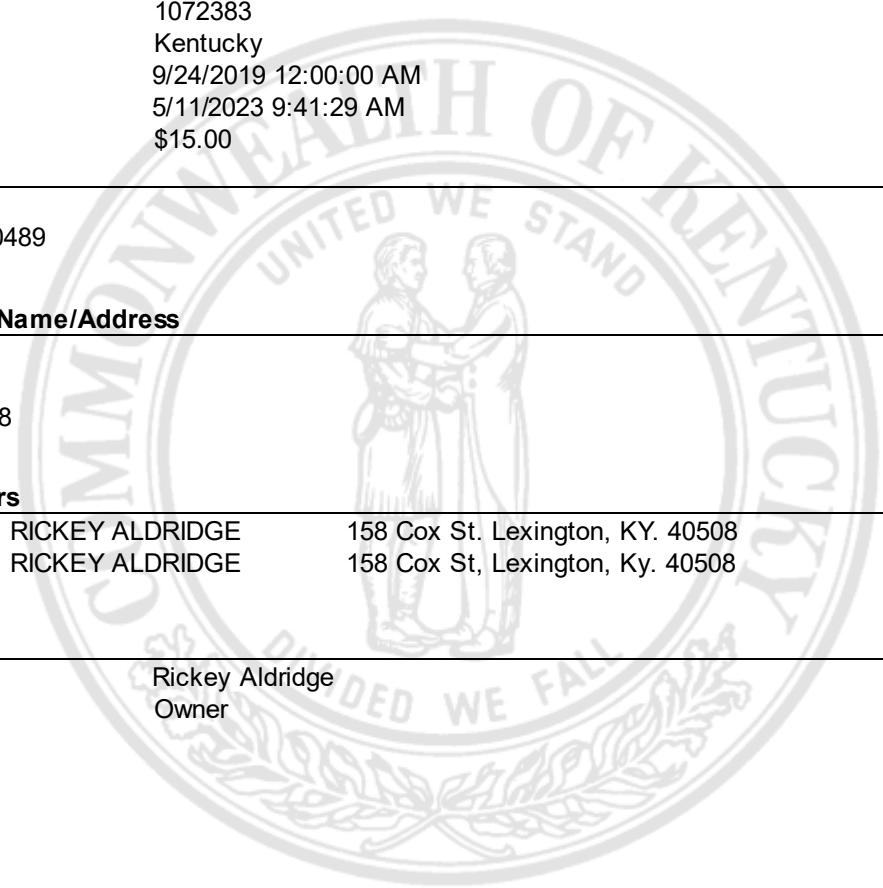 1072383
Kentucky
9/24/2019 12:00:00 AM
5/11/2023 9:41:29 AM
$15.00
COMMONWEALTH OF KENTUCKY
UNITED WE STAND
0489
Name/Address
8
rs
RICKEY ALDRIDGE 158 Cox St. Lexington, KY. 40508
RICKEY ALDRIDGE 158 Cox St, Lexington, Ky. 40508
DIVIDED WE FALL
Rickey Aldridge
Owner